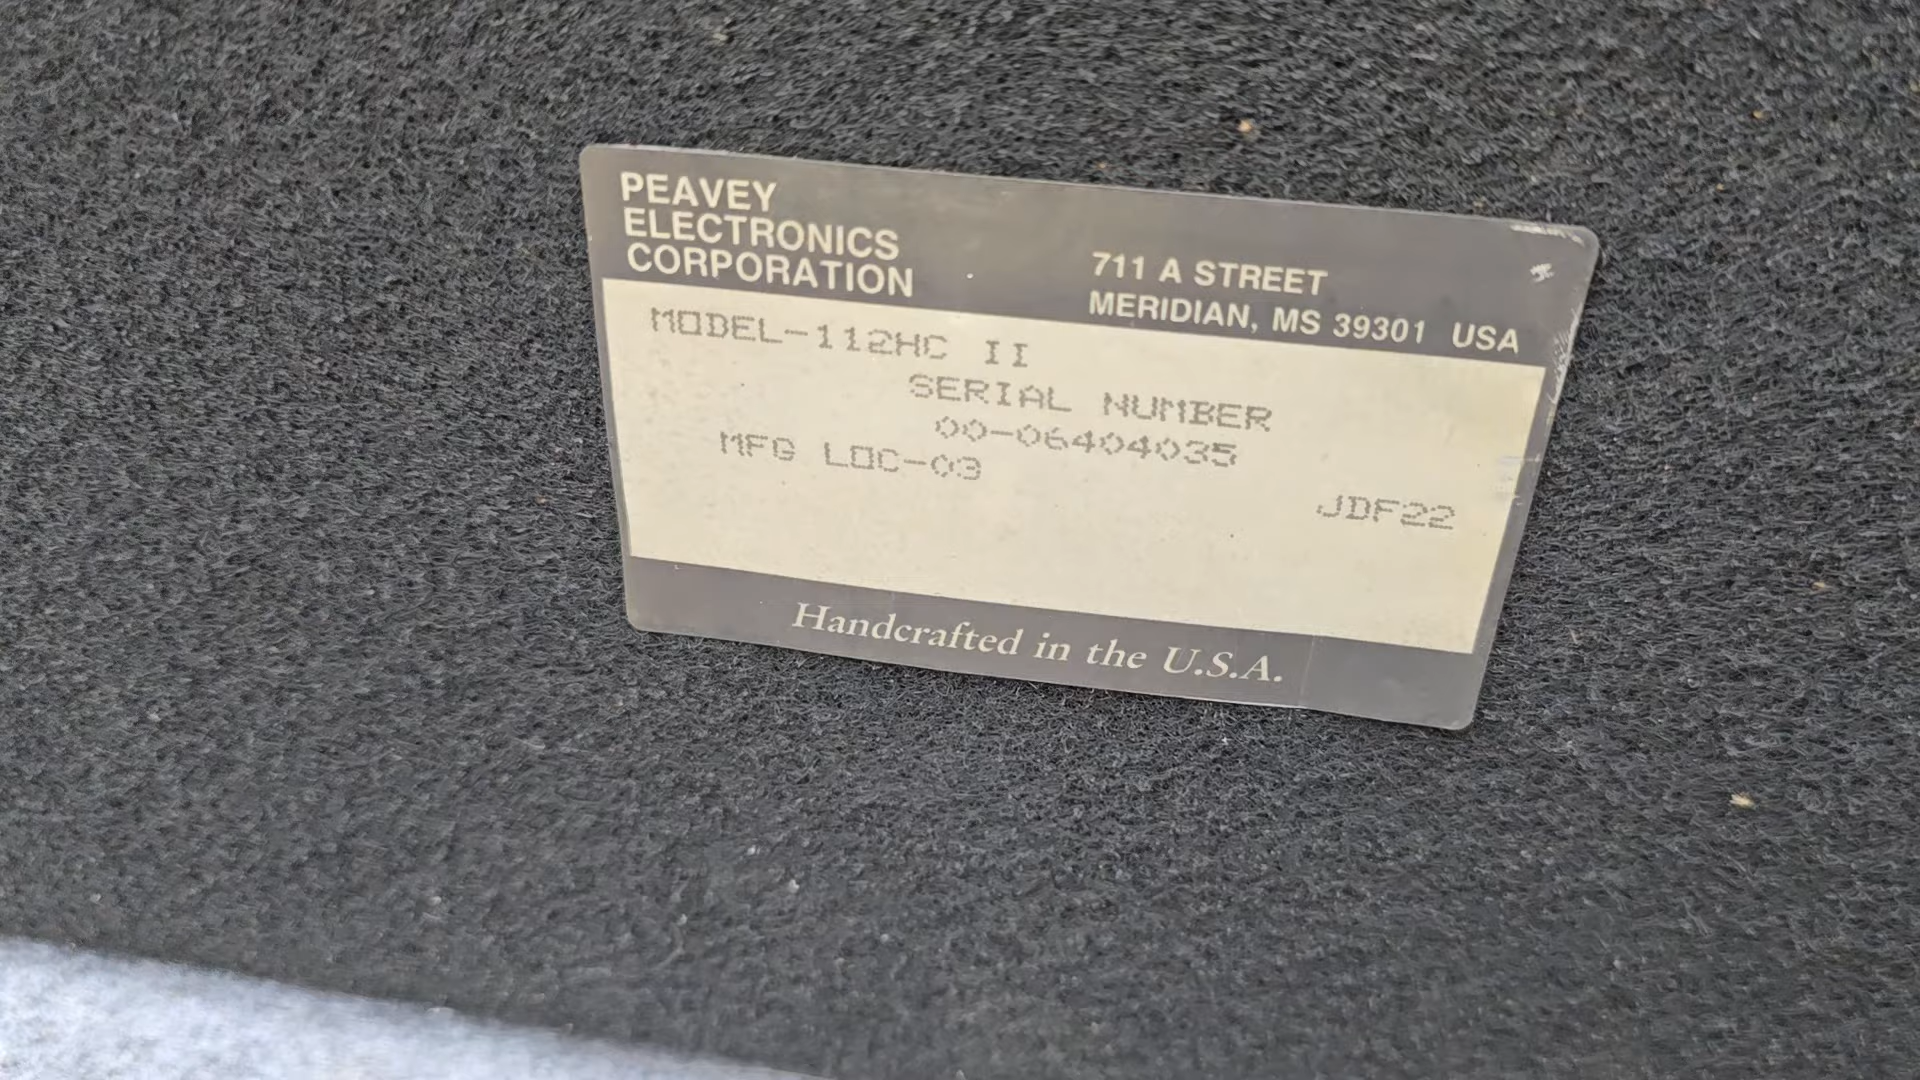 PEAVEY
ELECTRONICS
CORPORATION
711 A STREET
MERIDIAN, MS 39301 USA
MODEL-112HC II
SERIAL NUMBER
00-06404035
MFG LOC-03
JDF22
Handcrafted in the U.S.A.